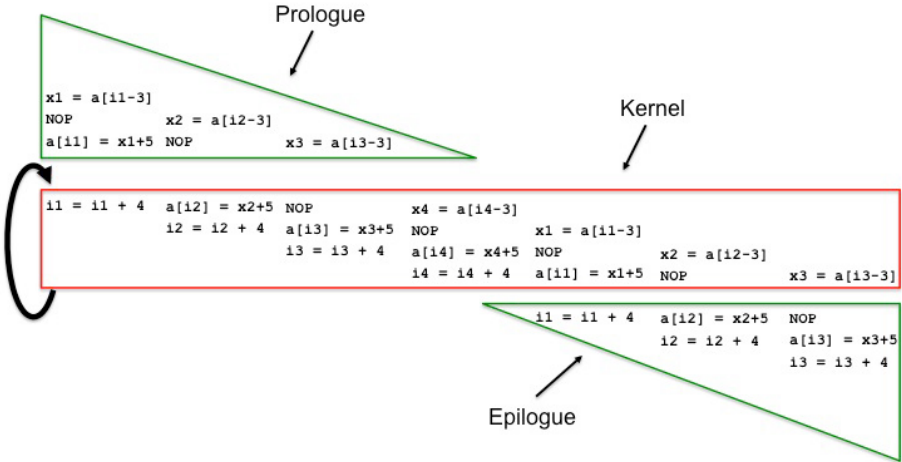 Prologue
x1 = a[i1-3]
NOP x2 = a[i2-3]
a[i1] = x1+5 NOP x3 = a[i3-3]
Kernel
i1 = i1 + 4 a[i2] = x2+5 NOP x4 = a[i4-3]
i2 = i2 + 4 a[i3] = x3+5 NOP x1 = a[i1-3]
i3 = i3 + 4 a[i4] = x4+5 NOP x2 = a[i2-3]
i4 = i4 + 4 a[i1] = x1+5 NOP x3 = a[i3-3]
i1 = i1 + 4 a[i2] = x2+5 NOP
i2 = i2 + 4 a[i3] = x3+5
i3 = i3 + 4
Epilogue